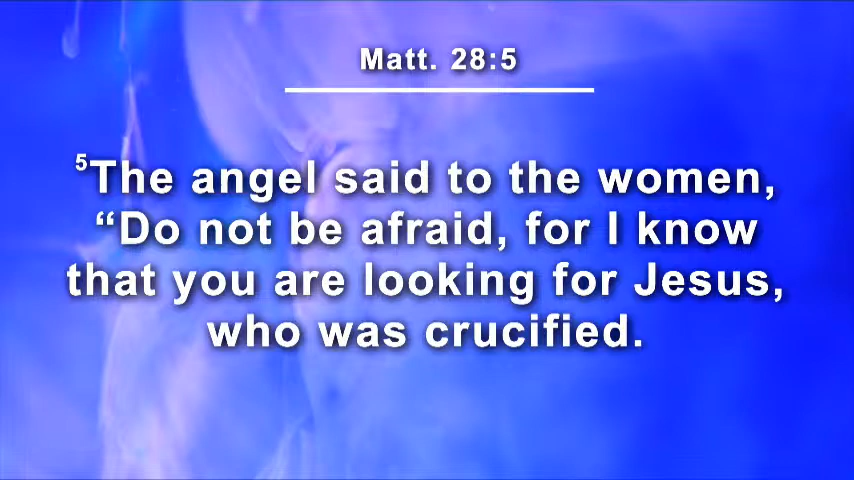 Matt. 28:5
⁵The angel said to the women,
“Do not be afraid, for I know
that you are looking for Jesus,
who was crucified.